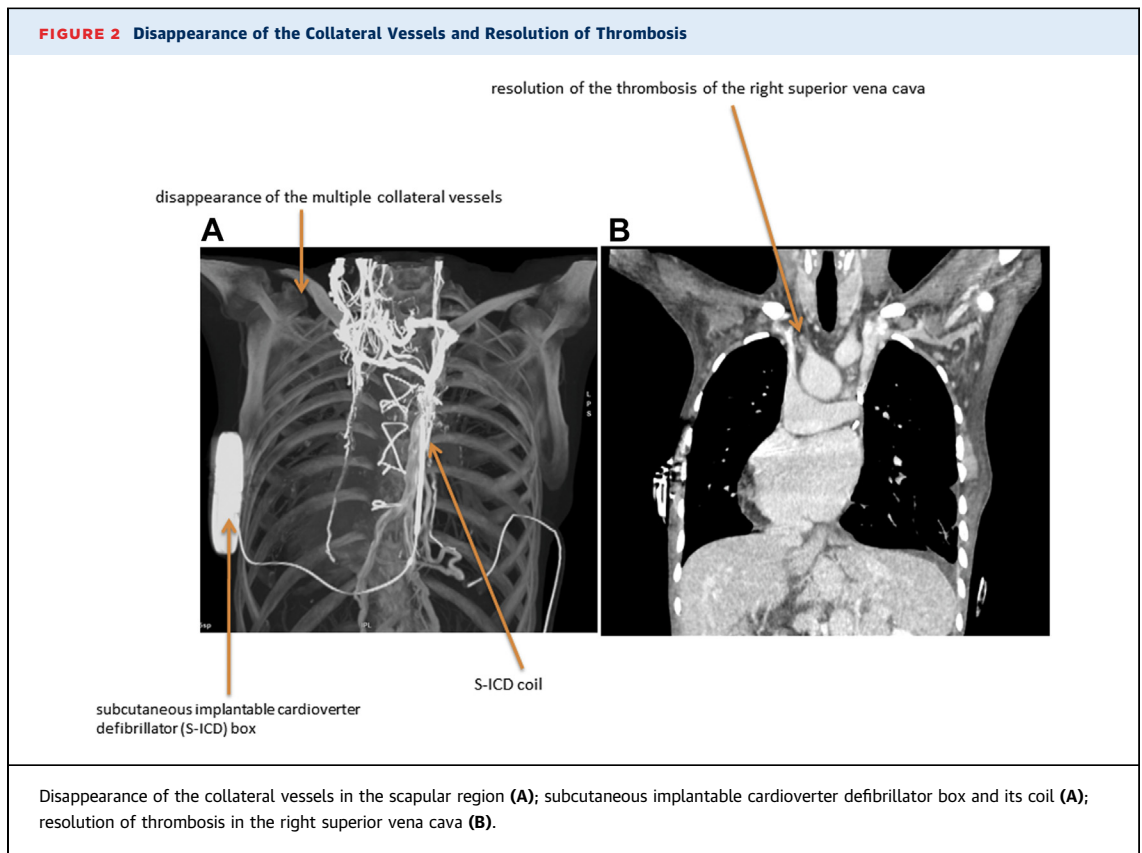 FIGURE 2 Disappearance of the Collateral Vessels and Resolution of Thrombosis
resolution of the thrombosis of the right superior vena cava
disappearance of the multiple collateral vessels
A
B
L
P
S
IPL
S-ICD coil
subcutaneous implantable cardioverter
defibrillator (S-ICD) box
Disappearance of the collateral vessels in the scapular region (A); subcutaneous implantable cardioverter defibrillator box and its coil (A);
resolution of thrombosis in the right superior vena cava (B).